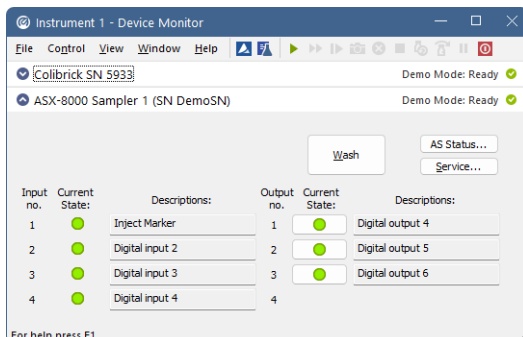 Instrument 1 - Device Monitor
File Control View Window Help
Colibrick SN 5933 Demo Mode: Ready
ASX-8000 Sampler 1 (SN DemoSN) Demo Mode: Ready
Wash
AS Status...
Service...
Input no. Current State: Descriptions: Output no. Current State: Descriptions:
1 Inject Marker 1 Digital output 4
2 Digital input 2 2 Digital output 5
3 Digital input 3 3 Digital output 6
4 Digital input 4 4
For help press F1